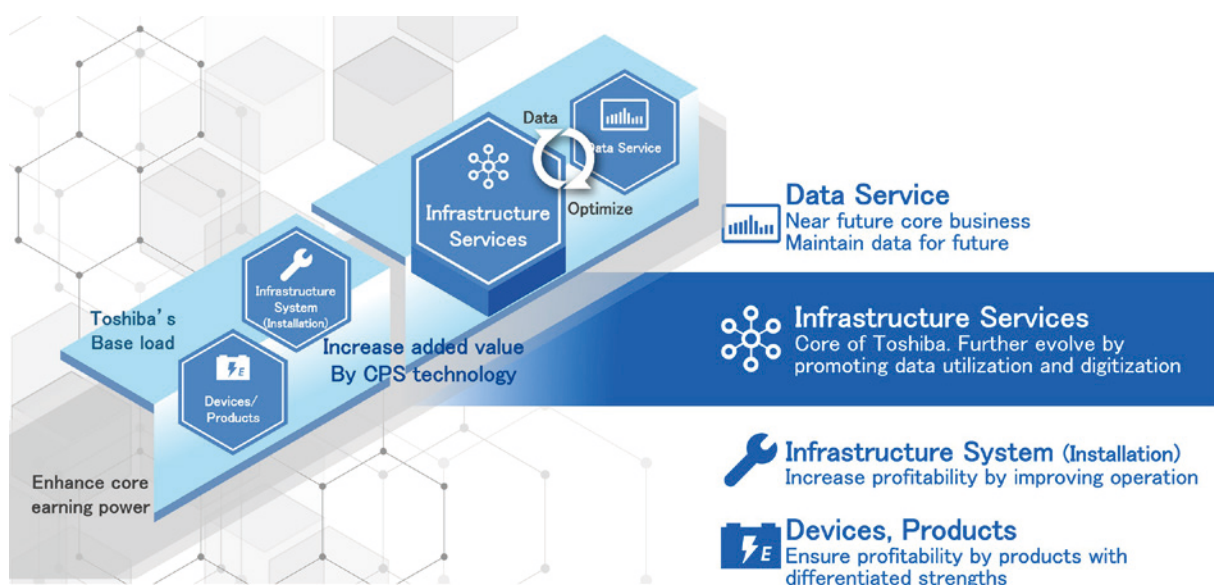 Data
Data Service
Infrastructure
Services
Optimize
Infrastructure
System
(Installation)
Toshiba's
Base load
Increase added value
By CPS technology
Devices/
Products
E
Enhance core
earning power
Data Service
Near future core business
Maintain data for future
Infrastructure Services
Core of Toshiba. Further evolve by
promoting data utilization and digitization
Infrastructure System (Installation)
Increase profitability by improving operation
E
Devices, Products
Ensure profitability by products with
differentiated strengths